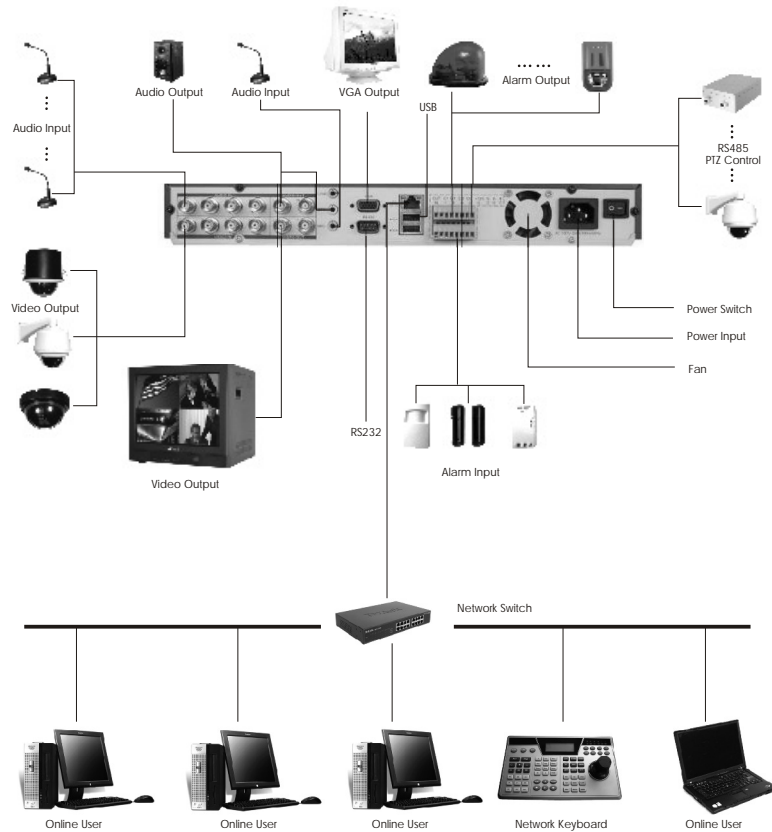 Audio Output
Audio Input
VGA Output
Alarm Output
USB
Audio Input
RS485
PTZ Control
Video Output
Power Switch
Power Input
Fan
RS232
Alarm Input
Video Output
Network Switch
Online User
Online User
Online User
Network Keyboard
Online User